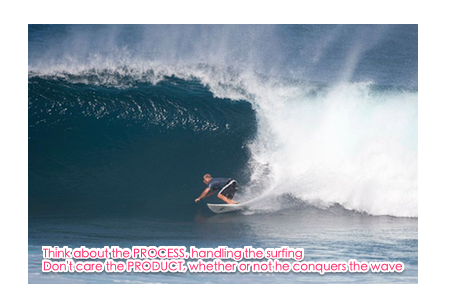 Think about the PROCESS, handling the surfing
Don't care the PRODUCT, whether or not he conquers the wave